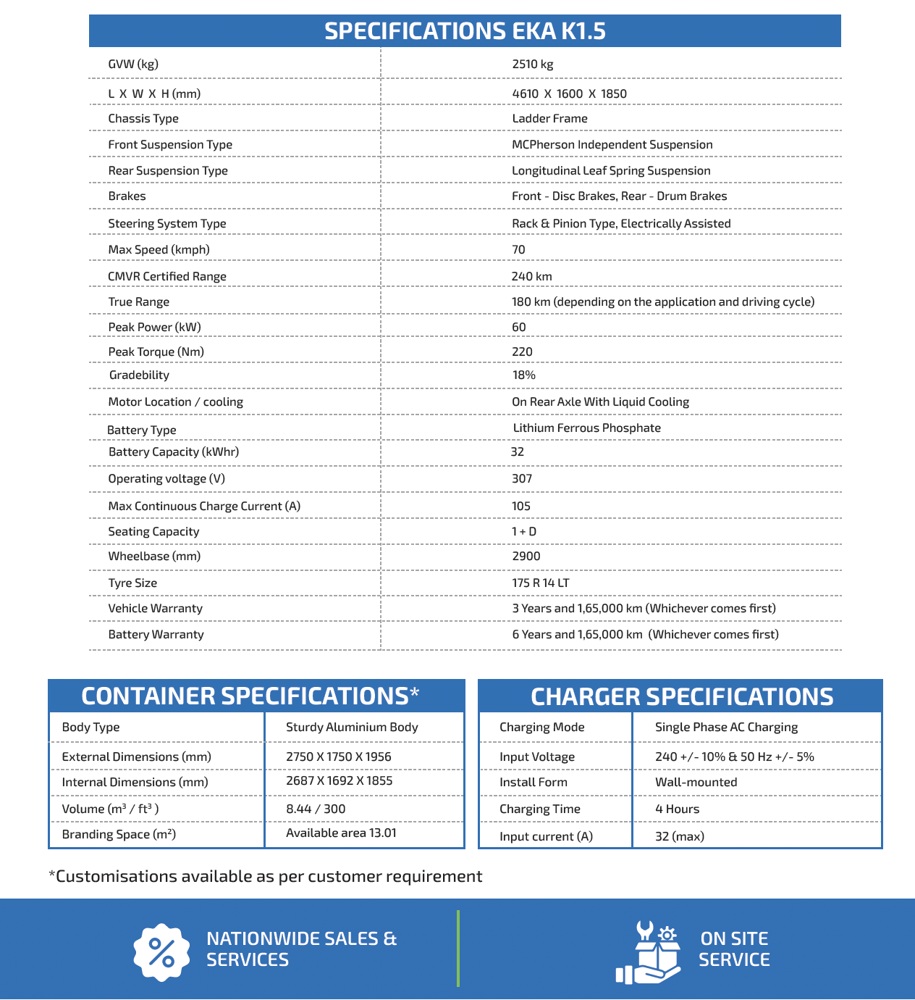 SPECIFICATIONS EKA K1.5
GVW (kg) 2510 kg
L X W X H (mm) 4610 X 1600 X 1850
Chassis Type Ladder Frame
Front Suspension Type MCPherson Independent Suspension
Rear Suspension Type Longitudinal Leaf Spring Suspension
Brakes Front - Disc Brakes, Rear - Drum Brakes
Steering System Type Rack & Pinion Type, Electrically Assisted
Max Speed (kmph) 70
CMVR Certified Range 240 km
True Range 180 km (depending on the application and driving cycle)
Peak Power (kW) 60
Peak Torque (Nm) 220
Gradebility 18%
Motor Location / cooling On Rear Axle With Liquid Cooling
Battery Type Lithium Ferrous Phosphate
Battery Capacity (kWhr) 32
Operating voltage (V) 307
Max Continuous Charge Current (A) 105
Seating Capacity 1 + D
Wheelbase (mm) 2900
Tyre Size 175 R 14 LT
Vehicle Warranty 3 Years and 1,65,000 km (Whichever comes first)
Battery Warranty 6 Years and 1,65,000 km (Whichever comes first)
CONTAINER SPECIFICATIONS*
Body Type Sturdy Aluminium Body
External Dimensions (mm) 2750 X 1750 X 1956
Internal Dimensions (mm) 2687 X 1692 X 1855
Volume (m³ / ft³ ) 8.44 / 300
Branding Space (m²) Available area 13.01
CHARGER SPECIFICATIONS
Charging Mode Single Phase AC Charging
Input Voltage 240 +/- 10% & 50 Hz +/- 5%
Install Form Wall-mounted
Charging Time 4 Hours
Input current (A) 32 (max)
*Customisations available as per customer requirement
NATIONWIDE SALES &
SERVICES
ON SITE
SERVICE